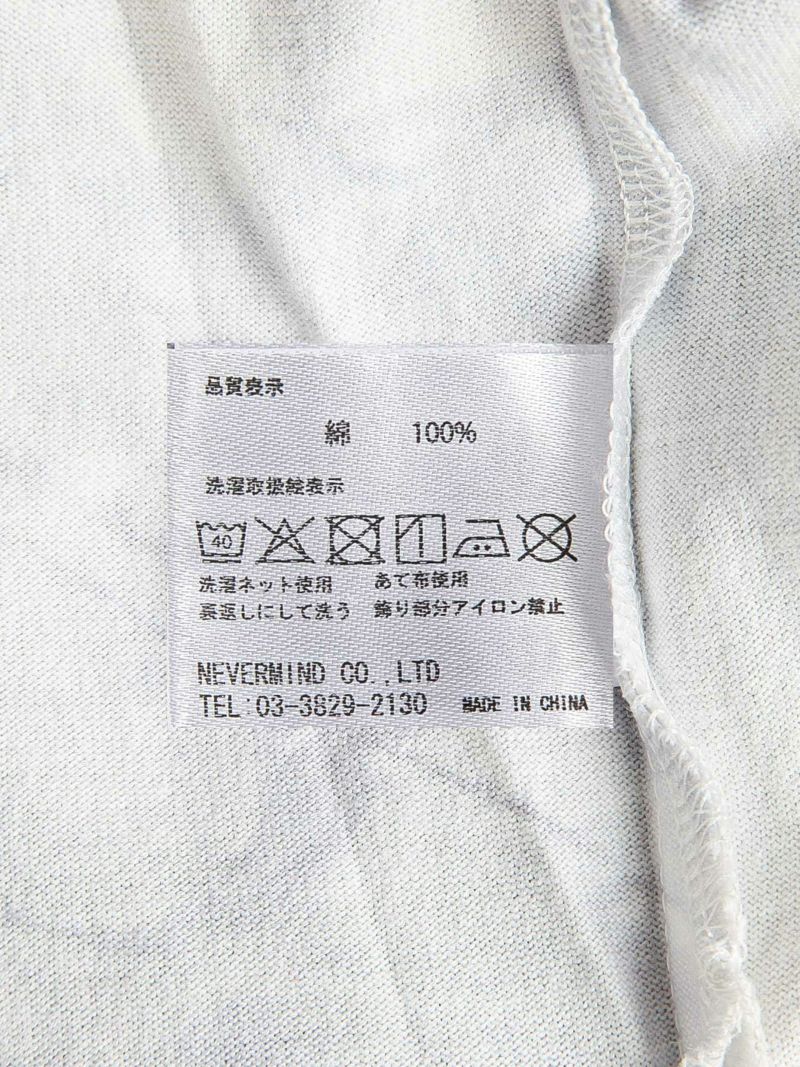 品質表示
綿 100%
洗濯取扱絵表示
40
洗濯ネット使用 あて布使用
裏返しにして洗う 飾り部分アイロン禁止
NEVERMIND CO.,LTD
TEL:03-3829-2130 MADE IN CHINA